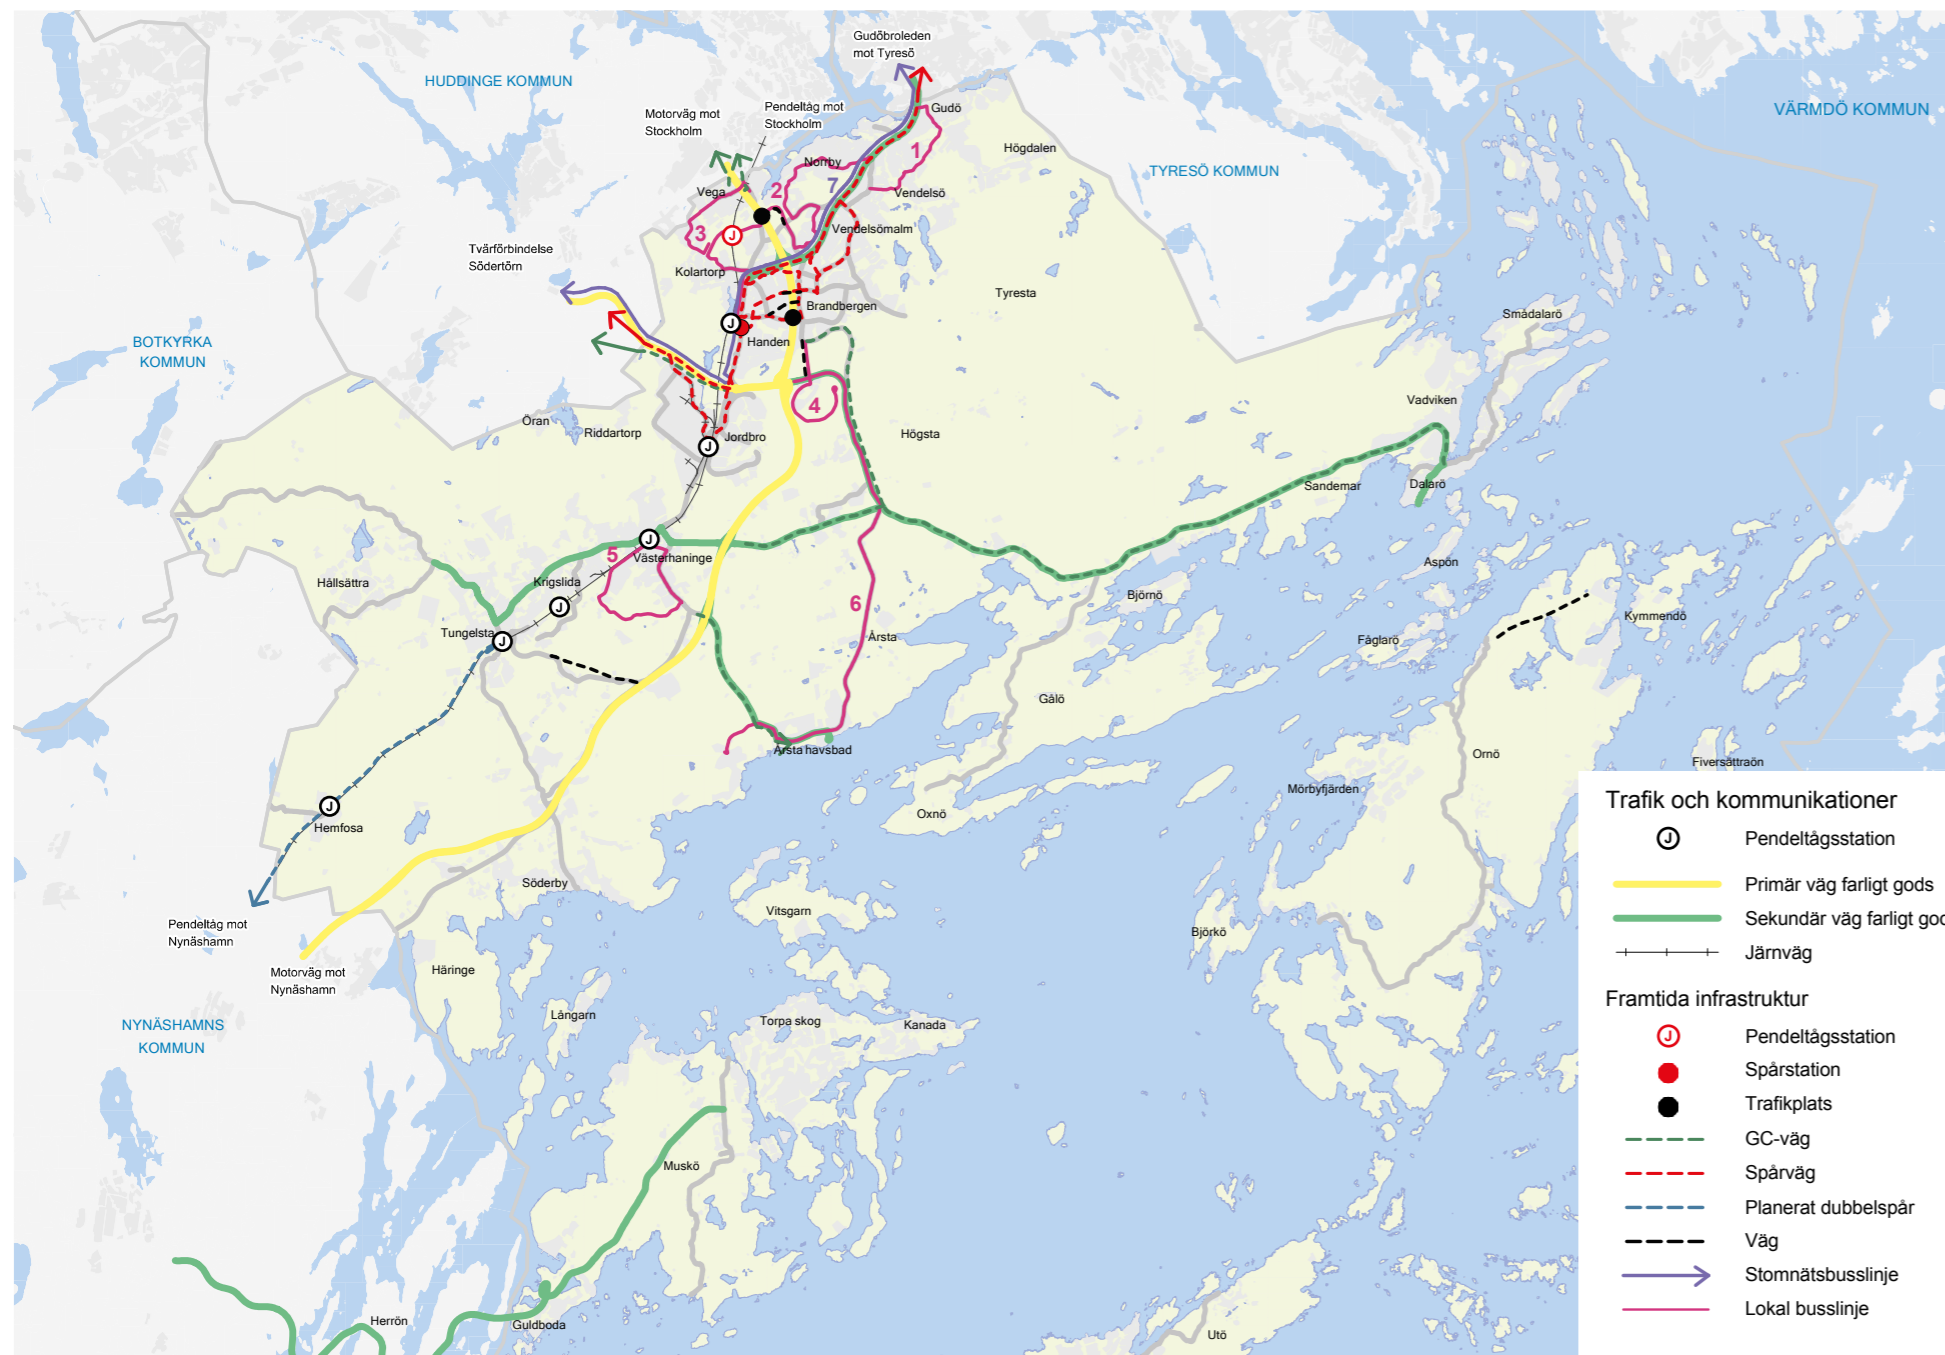 Gudöbroleden
mot Tyresö
HUDDINGE KOMMUN
Motorväg mot
Stockholm
Pendeltåg mot
Stockholm
Gudö
VÄRMDÖ KOMMUN
Högdalen
Norrby
1
TYRESÖ KOMMUN
Vega
2
7
Vendelsö
3
Vendelsömalm
Tvärförbindelse
Södertörn
Kolartorp
Tyresta
Brandbergen
Smådalarö
J
J
Handen
BOTKYRKA
KOMMUN
4
Vadviken
Öran
Riddartorp
Jordbro
J
Högsta
Sandemar
Dalarö
J
5
Västerhaninge
Aspön
Hållsättra
Krigslida
J
Björnö
6
Kymmendö
Tungelsta
J
Årsta
Fåglarö
Gålö
Årsta havsbad
Ornö
Fiversättraön
Mörbyfjärden
J
Hemfosa
Oxnö
Söderby
Vitsgarn
Pendeltåg mot
Nynäshamn
Björkö
Motorväg mot
Nynäshamn
Häringe
Långarn
Torpa skog
Kanada
NYNÄSHAMNS
KOMMUN
Muskö
Herrön
Guldboda
Utö
Trafik och kommunikationer
J Pendeltågsstation
Primär väg farligt gods
Sekundär väg farligt god
Järnväg
Framtida infrastruktur
J Pendeltågsstation
Spårstation
Trafikplats
GC-väg
Spårväg
Planerat dubbelspår
Väg
Stomnätsbusslinje
Lokal busslinje